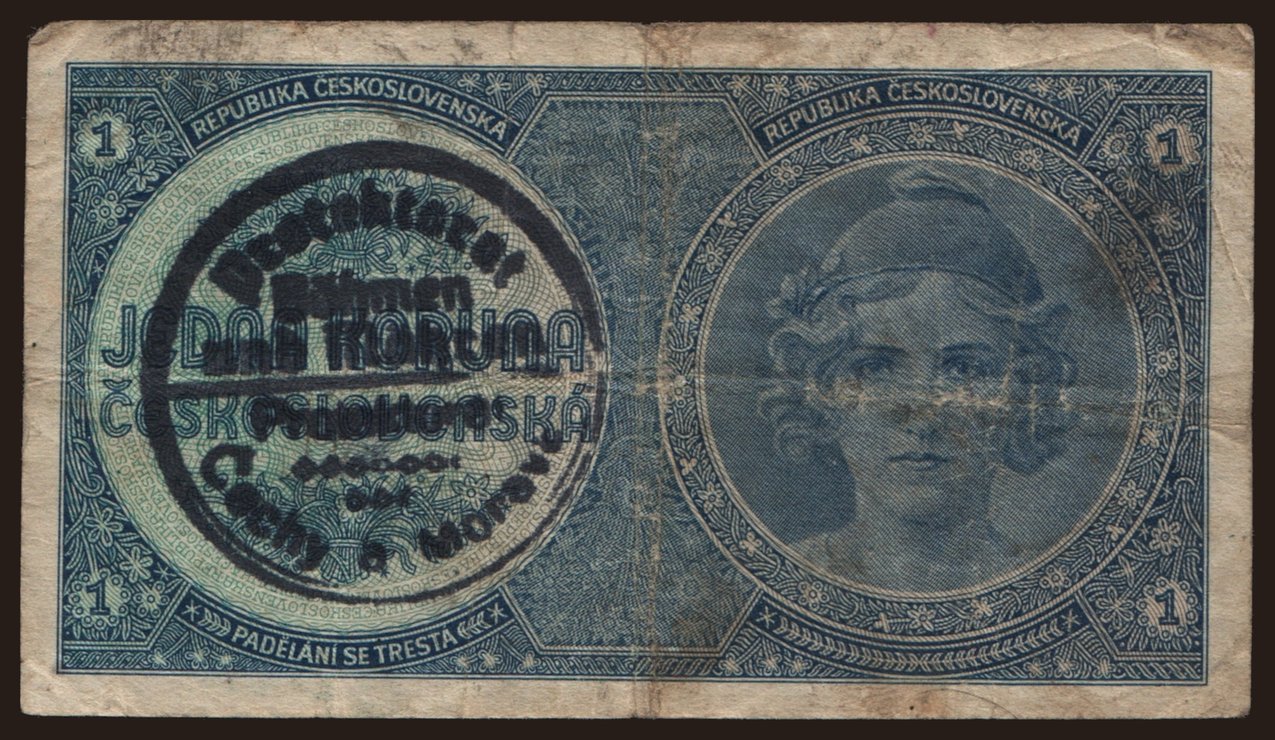 REPUBLIKA ČESKOSLOVENSKÁ
REPUBLIKA ČESKOSLOVENSKÁ
1
1
Protektorat
Böhmen
und
JEDNA KORUNA
ČESKOSLOVENSKÁ
Čechy a Morava
1
1
PADĚLÁNÍ SE TRESTÁ